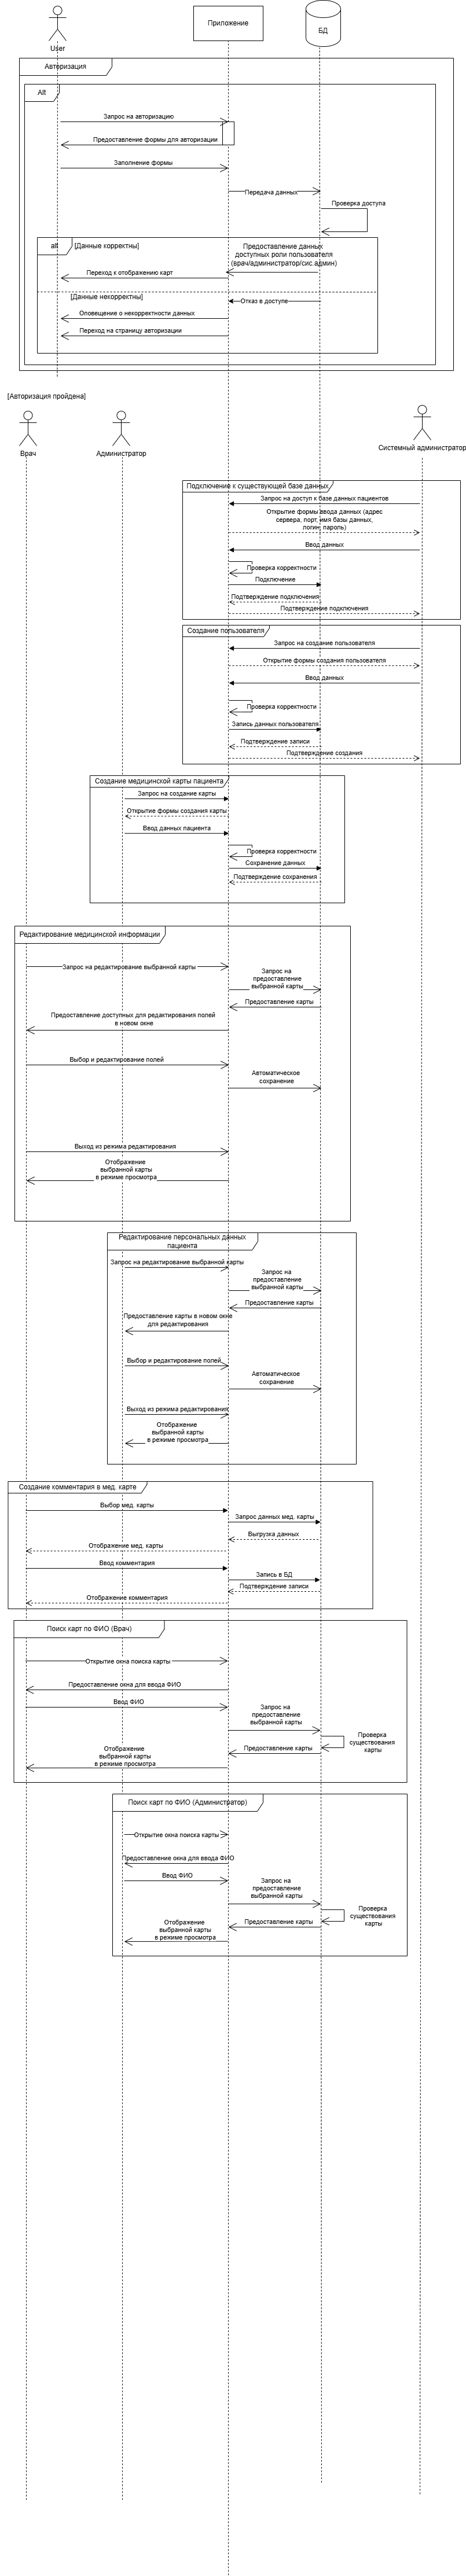 User
Приложение
БД
Авторизация
Alt
Запрос на авторизацию
Предоставление формы для авторизации
Заполнение формы
Передача данных
Проверка доступа
alt
[Данные корректны]
Предоставление данных
доступных роли пользователя
(врач/администратор/сис.админ)
Переход к отображению карт
[Данные некорректны]
Отказ в доступе
Оповещение о некорректности данных
Переход на страницу авторизации
[Авторизация пройдена]
Врач
Администратор
Системный администратор
Подключение к существующей базе данных
Запрос на доступ к базе данных пациентов
Открытие формы ввода данных (адрес
сервера, порт, имя базы данных,
логин, пароль)
Ввод данных
Проверка корректности
Подключение
Подтверждение подключения
Подтверждение подключения
Создание пользователя
Запрос на создание пользователя
Открытие формы создания пользователя
Ввод данных
Проверка корректности
Запись данных пользователя
Подтверждение записи
Подтверждение создания
Создание медицинской карты пациента
Запрос на создание карты
Открытие формы создания карты
Ввод данных пациента
Проверка корректности
Сохранение данных
Подтверждение сохранения
Редактирование медицинской информации
Запрос на редактирование выбранной карты
Запрос на
предоставление
выбранной карты
Предоставление карты
Предоставление доступных для редактирования полей
в новом окне
Выбор и редактирование полей
Автоматическое
сохранение
Выход из режима редактирования
Отображение
выбранной карты
в режиме просмотра
Редактирование персональных данных
пациента
Запрос на редактирование выбранной карты
Запрос на
предоставление
выбранной карты
Предоставление карты
Предоставление карты в новом окне
для редактирования
Выбор и редактирование полей
Автоматическое
сохранение
Выход из режима редактирования
Отображение
выбранной карты
в режиме просмотра
Создание комментария в мед. карте
Выбор мед. карты
Запрос данных мед. карты
Выгрузка данных
Отображение мед. карты
Ввод комментария
Запись в БД
Подтверждение записи
Отображение комментария
Поиск карт по ФИО (Врач)
Открытие окна поиска карты
Предоставление окна для ввода ФИО
Ввод ФИО
Запрос на
предоставление
выбранной карты
Проверка
существования
карты
Предоставление карты
Отображение
выбранной карты
в режиме просмотра
Поиск карт по ФИО (Администратор)
Открытие окна поиска карты
Предоставление окна для ввода ФИО
Ввод ФИО
Запрос на
предоставление
выбранной карты
Проверка
существования
карты
Предоставление карты
Отображение
выбранной карты
в режиме просмотра